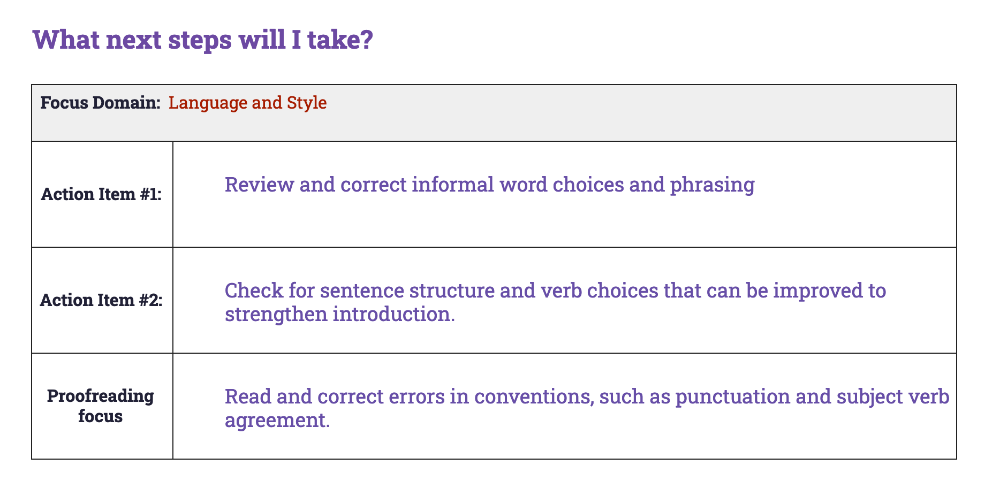 What next steps will I take?
Focus Domain: Language and Style
Action Item #1:
Review and correct informal word choices and phrasing
Action Item #2:
Check for sentence structure and verb choices that can be improved to
strengthen introduction.
Proofreading
focus
Read and correct errors in conventions, such as punctuation and subject verb
agreement.